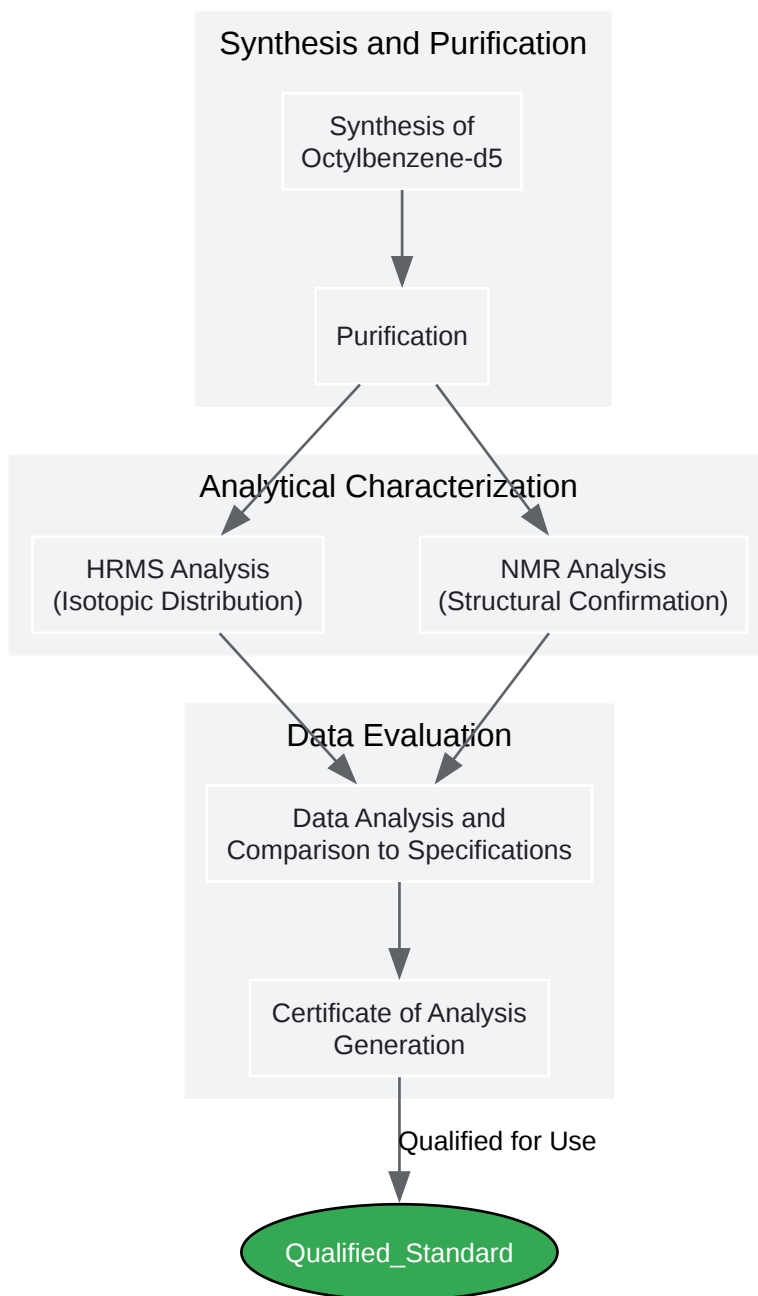 Synthesis and Purification
Synthesis of
Octylbenzene-d5
Purification
Analytical Characterization
HRMS Analysis
(Isotopic Distribution)
NMR Analysis
(Structural Confirmation)
Data Evaluation
Data Analysis and
Comparison to Specifications
Certificate of Analysis
Generation
Qualified for Use
Qualified_Standard